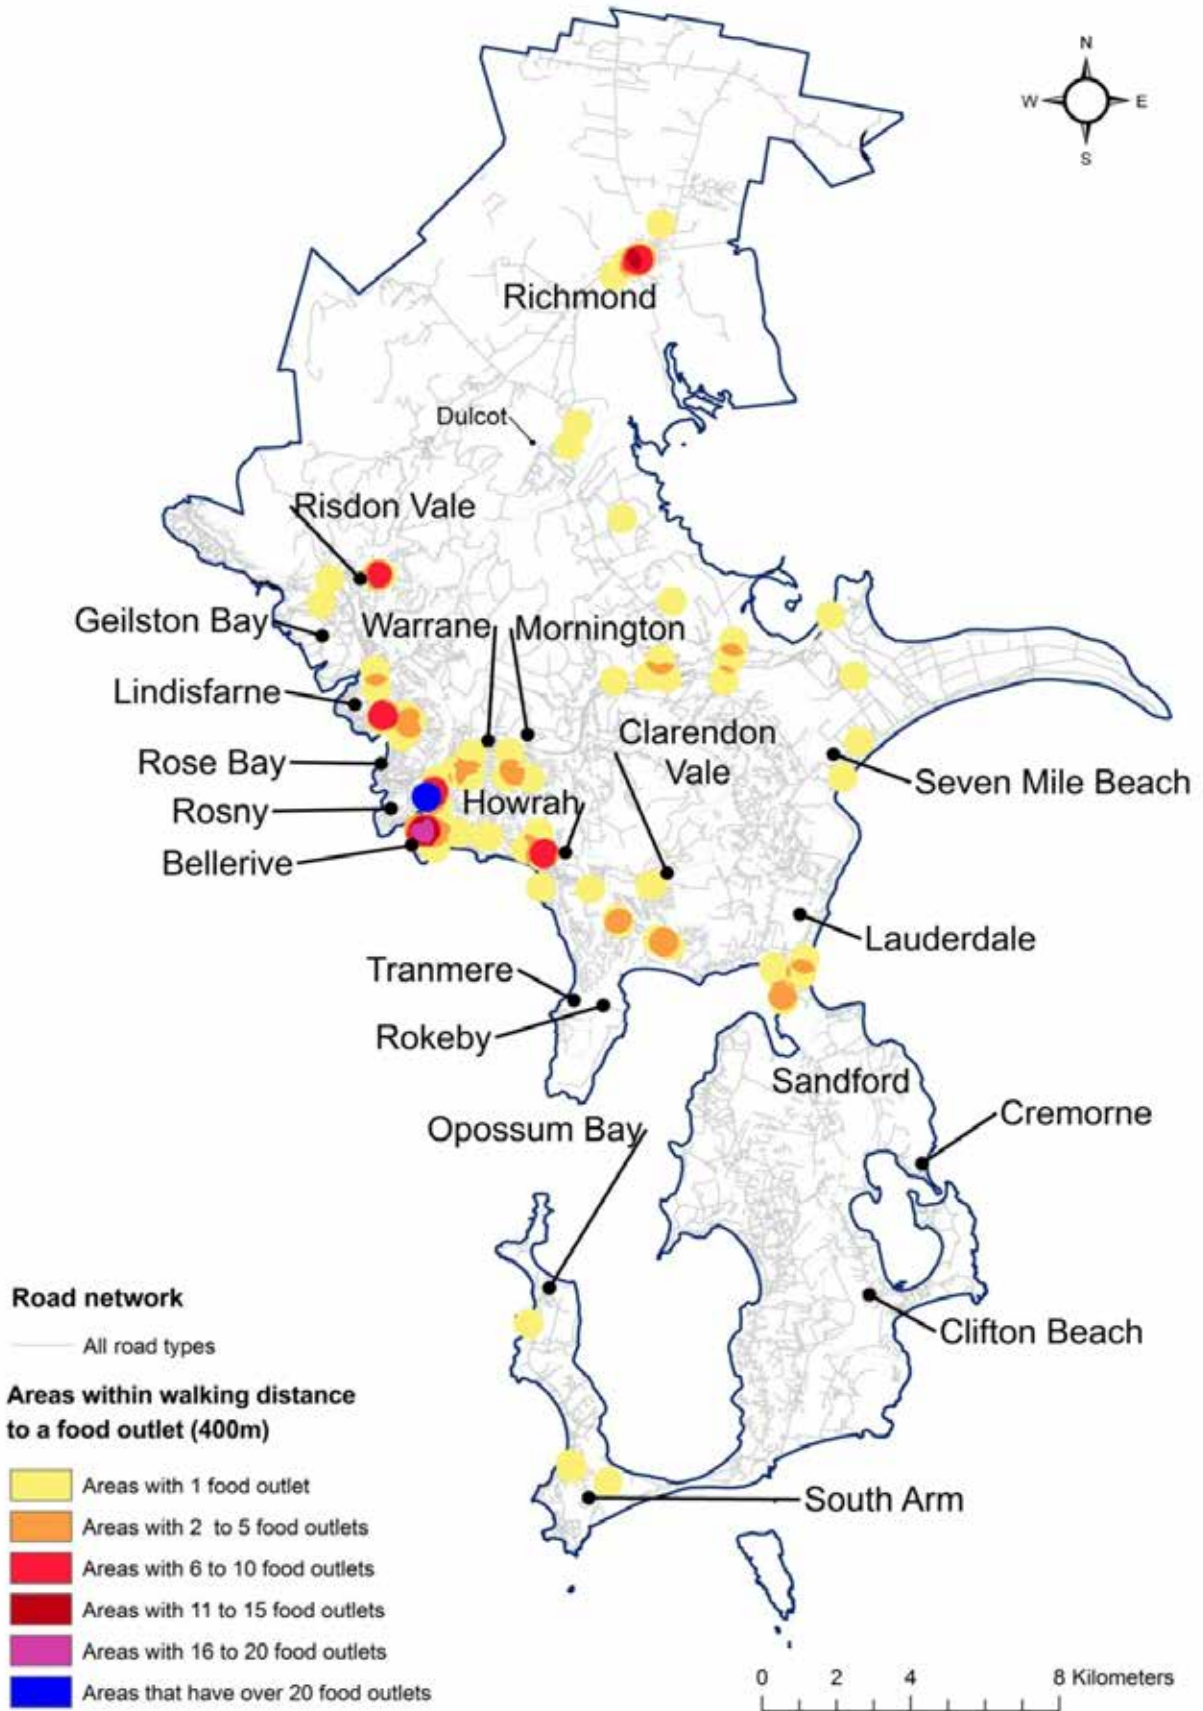 N
W E
S
Richmond
Dulcot
Risdon Vale
Geilston Bay
Warrane
Mornington
Lindisfarne
Clarendon
Vale
Rose Bay
Seven Mile Beach
Rosny
Howrah
Bellerive
Lauderdale
Tranmere
Rokeby
Sandford
Cremorne
Opossum Bay
Clifton Beach
South Arm
Road network
All road types
Areas within walking distance
to a food outlet (400m)
Areas with 1 food outlet
Areas with 2 to 5 food outlets
Areas with 6 to 10 food outlets
Areas with 11 to 15 food outlets
Areas with 16 to 20 food outlets
Areas that have over 20 food outlets
0 2 4 8 Kilometers